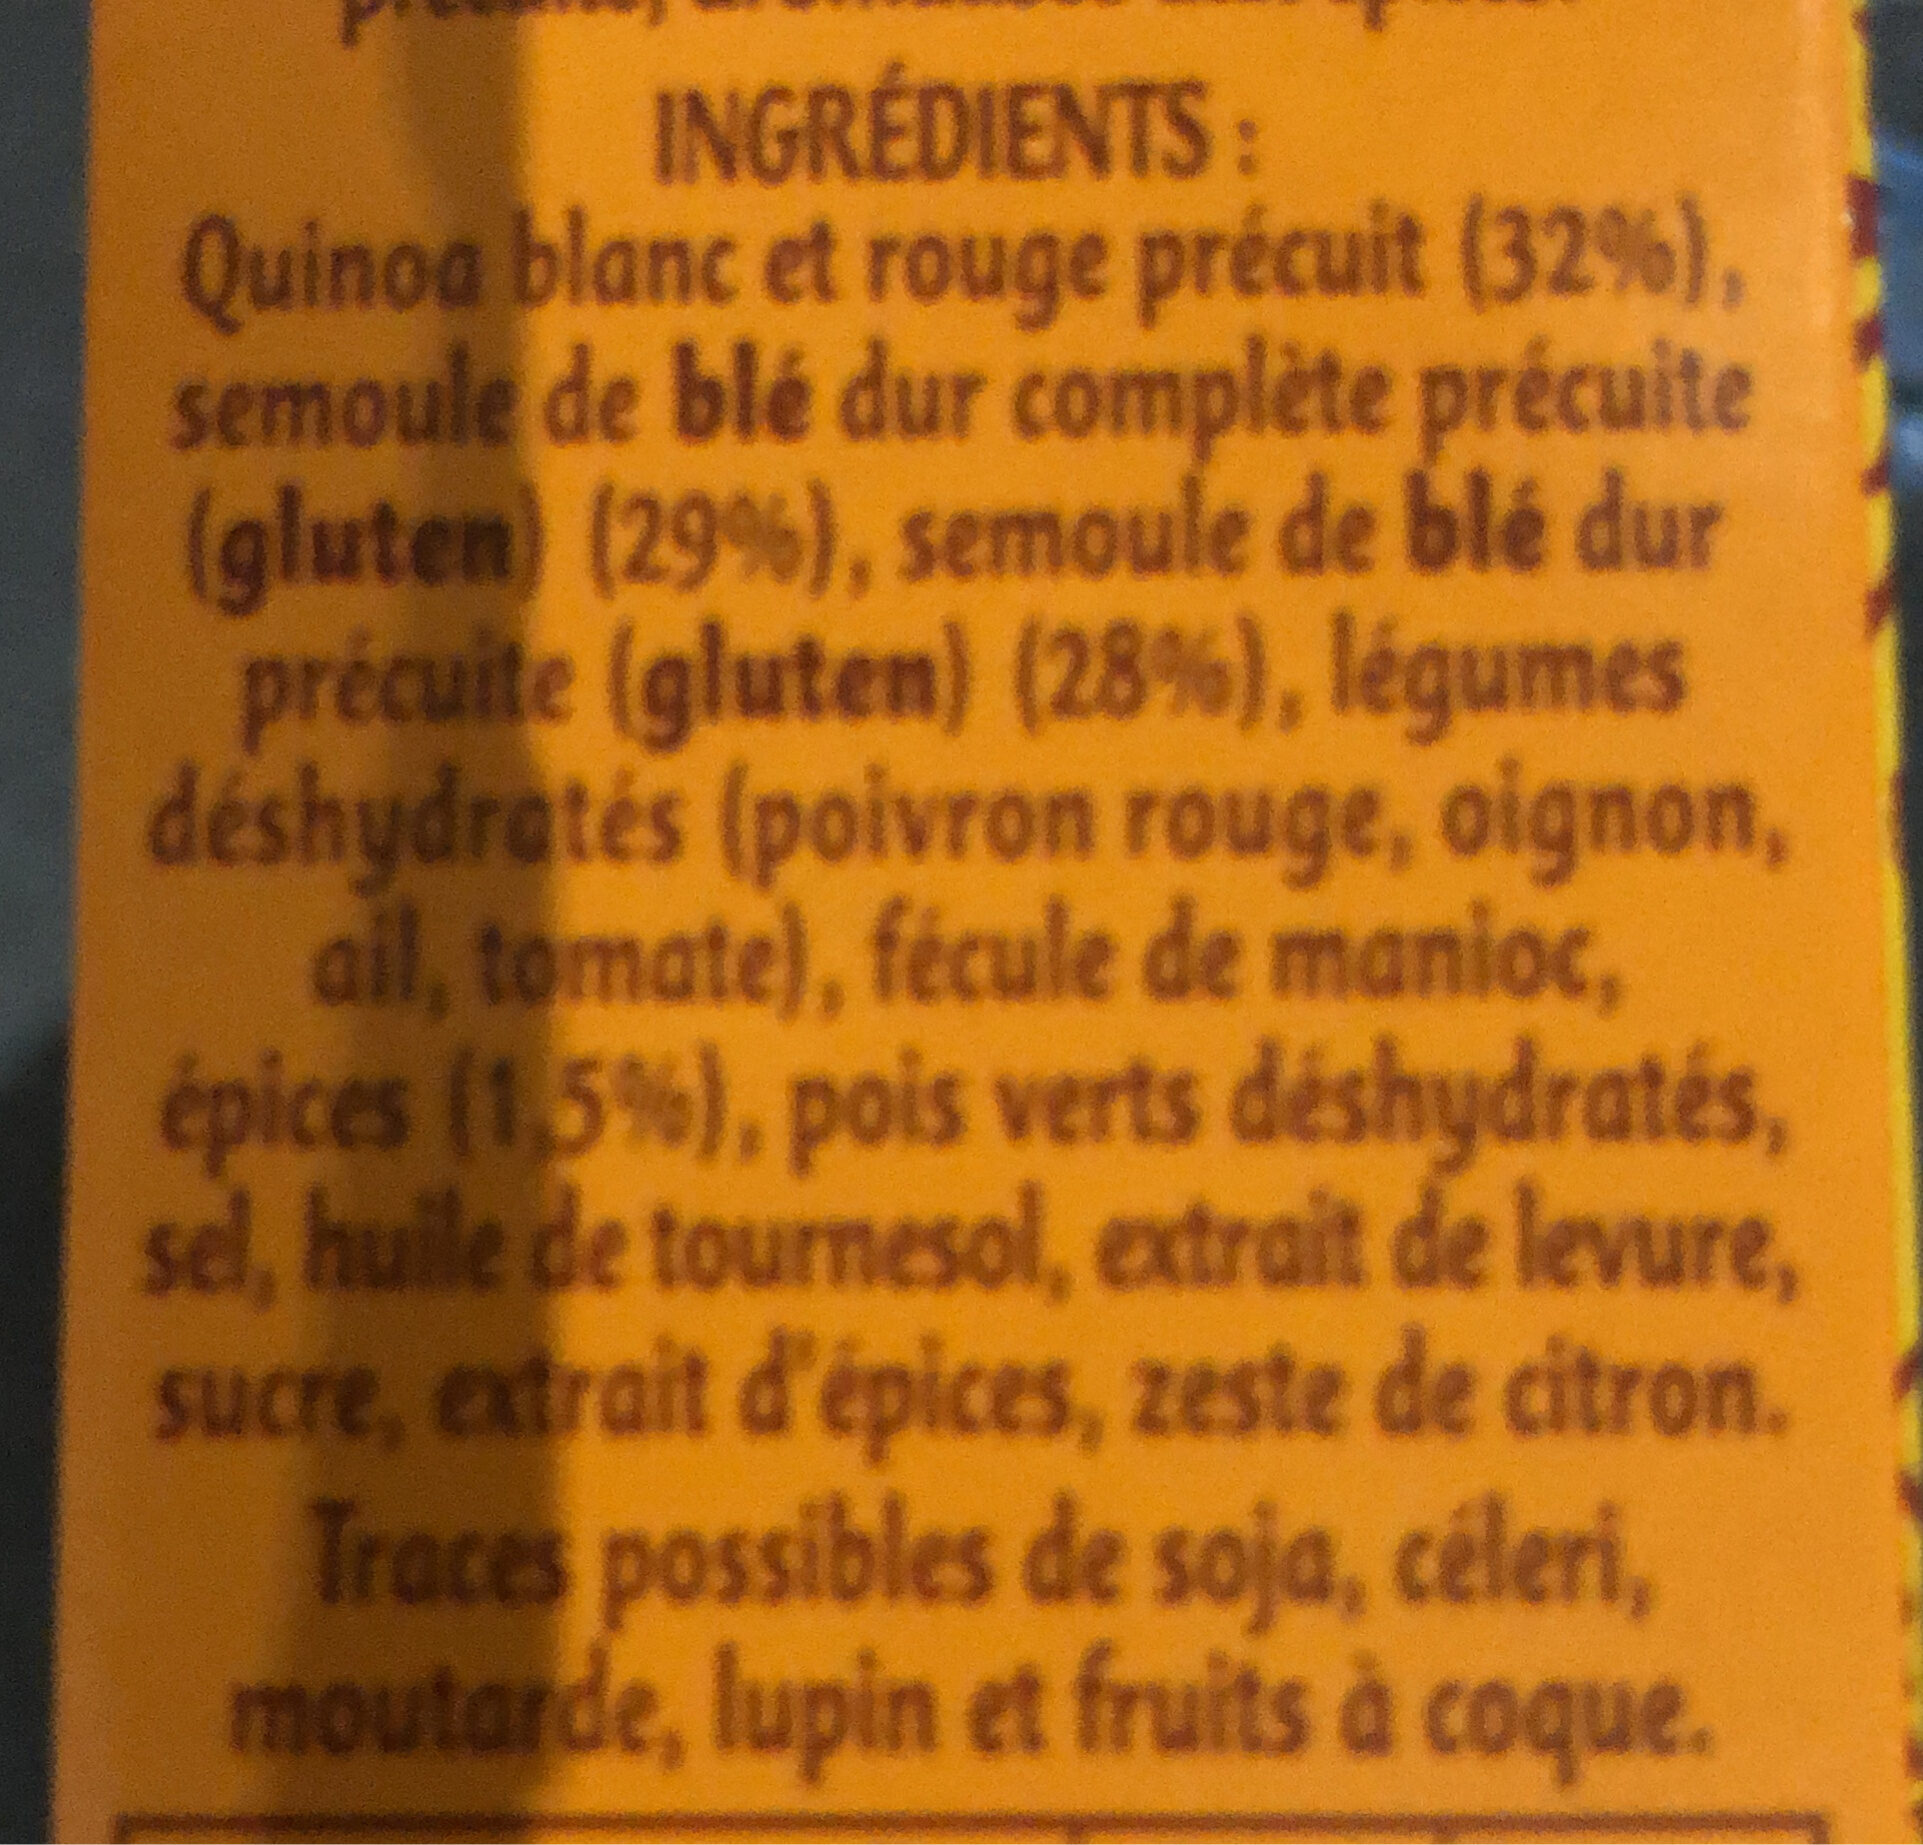 INGRÉDIENTS :
Quinoa blanc et rouge précuit (32%),
semoule de blé dur complète précuite
(gluten) (29%), semoule de blé dur
précuite (gluten) (28%), légumes
déshydratés (poivron rouge, oignon,
ail, tomate), fécule de manioc,
épices (1,5%), pois verts déshydratés,
sel, huile de tournesol, extrait de levure,
sucre, extrait d'épices, zeste de citron.
Traces possibles de soja, céleri,
moutarde, lupin et fruits à coque.